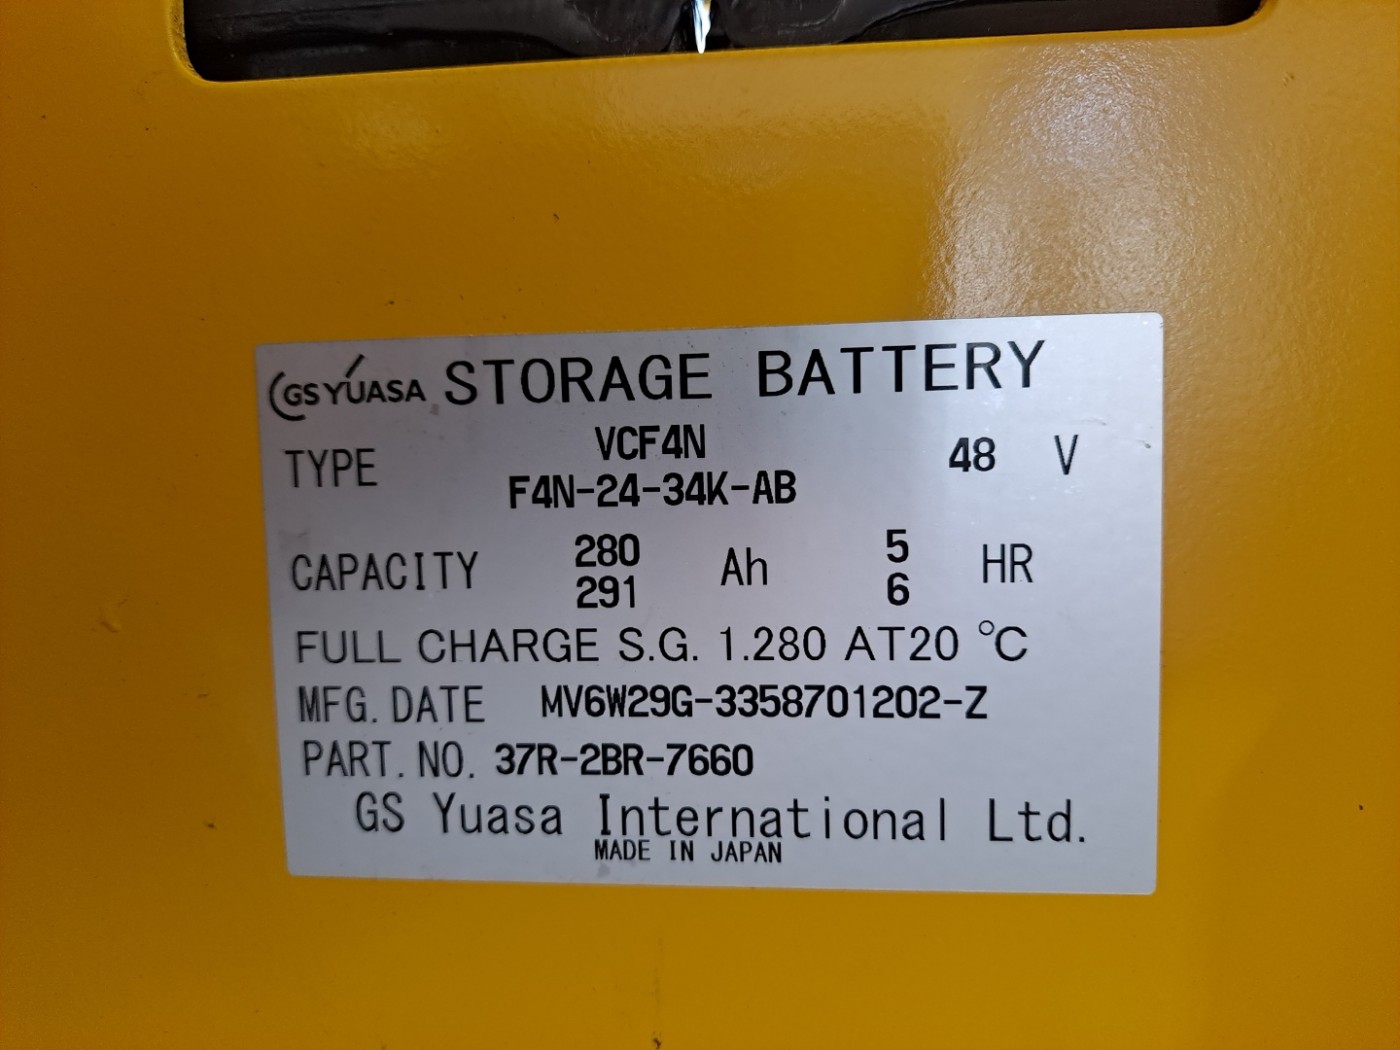 GS YUASA STORAGE BATTERY
TYPE VCF4N 48 V
F4N-24-34K-AB
CAPACITY 280 Ah 5 HR
291 6
FULL CHARGE S.G. 1.280 AT20 °C
MFG. DATE MV6W29G-3358701202-Z
PART. NO. 37R-2BR-7660
GS Yuasa International Ltd.
MADE IN JAPAN